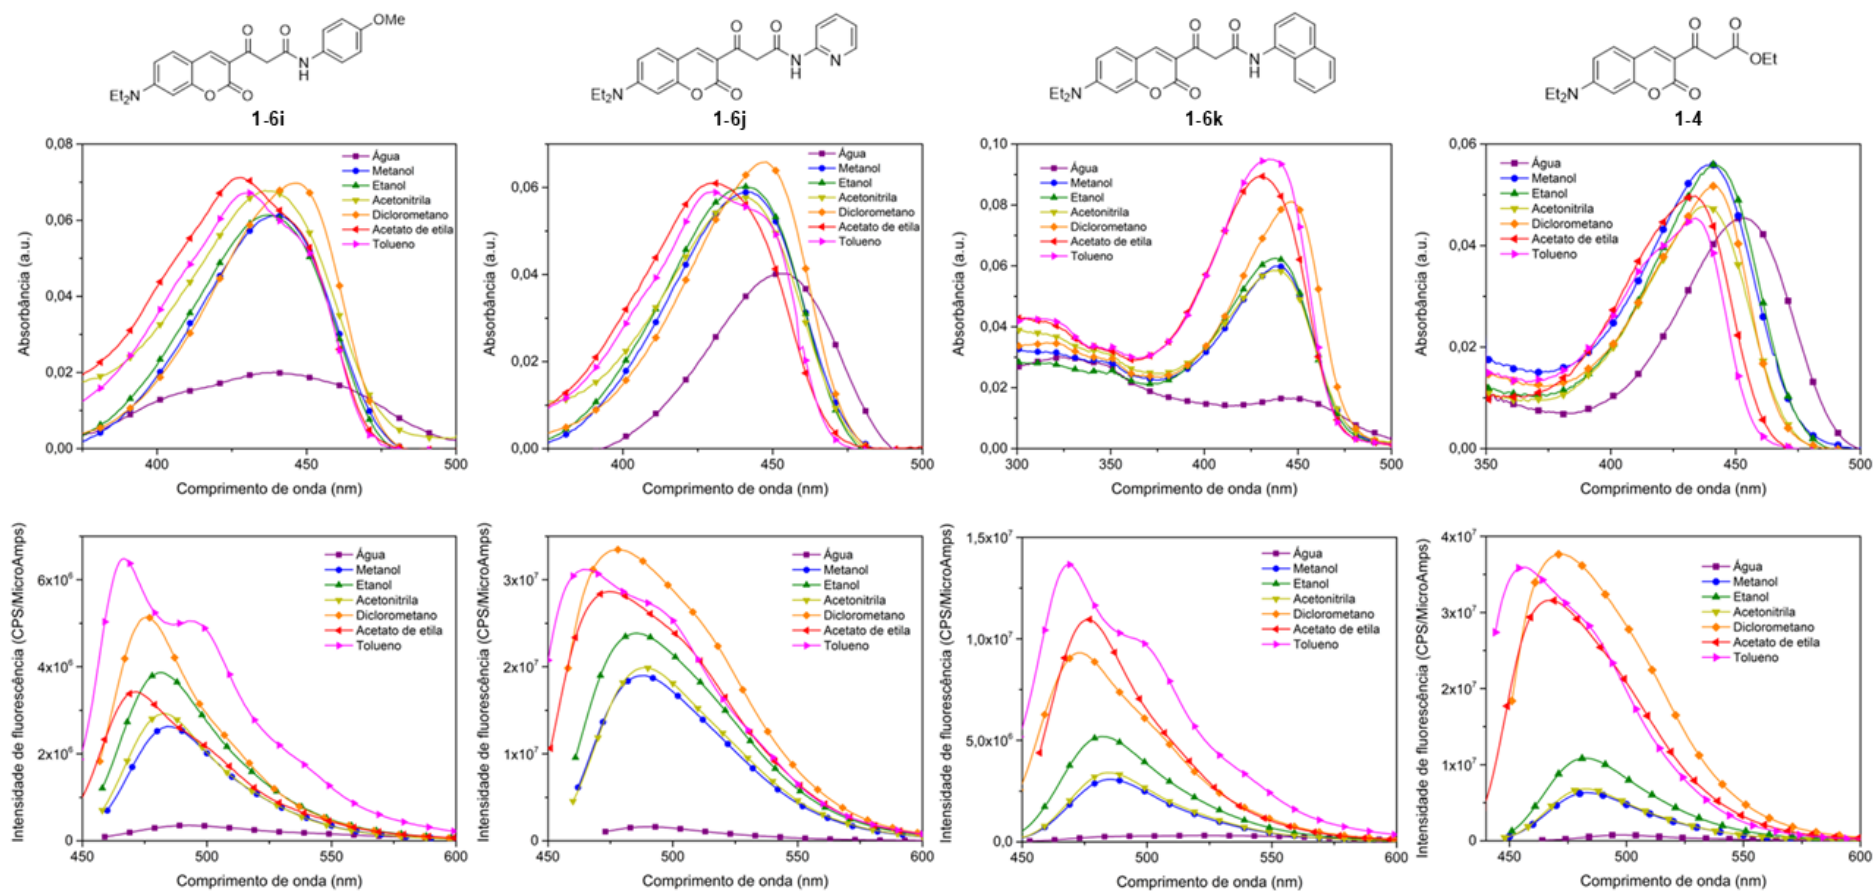 OMe
O
O
N
H
Et₂N
O
O
1-6i
O
O
N
H
N
Et₂N
O
O
1-6j
O
O
N
H
Et₂N
O
O
1-6k
O
O
OEt
Et₂N
O
O
1-4
Absorbância (a.u.)
0,08
0,06
0,04
0,02
0,00
400
450
500
Comprimento de onda (nm)
Água
Metanol
Etanol
Acetonitrila
Diclorometano
Acetato de etila
Tolueno
Absorbância (a.u.)
0,06
0,04
0,02
0,00
400
450
500
Comprimento de onda (nm)
Água
Metanol
Etanol
Acetonitrila
Diclorometano
Acetato de etila
Tolueno
Absorbância (a.u.)
0,10
0,08
0,06
0,04
0,02
0,00
300
350
400
450
500
Comprimento de onda (nm)
Água
Metanol
Etanol
Acetonitrila
Diclorometano
Acetato de etila
Tolueno
Absorbância (a.u.)
0,06
0,04
0,02
0,00
350
400
450
500
Comprimento de onda (nm)
Água
Metanol
Etanol
Acetonitrila
Diclorometano
Acetato de etila
Tolueno
Intensidade de fluorescência (CPS/MicroAmps)
6x10⁶
4x10⁶
2x10⁶
0
450
500
550
600
Comprimento de onda (nm)
Água
Metanol
Etanol
Acetonitrila
Diclorometano
Acetato de etila
Tolueno
Intensidade de fluorescência (CPS/MicroAmps)
3x10⁷
2x10⁷
1x10⁷
0
450
500
550
600
Comprimento de onda (nm)
Água
Metanol
Etanol
Acetonitrila
Diclorometano
Acetato de etila
Tolueno
Intensidade de fluorescência (CPS/MicroAmps)
1,5x10⁷
1,0x10⁷
5,0x10⁶
0,0
450
500
550
600
Comprimento de onda (nm)
Água
Metanol
Etanol
Acetonitrila
Diclorometano
Acetato de etila
Tolueno
Intensidade de fluorescência (CPS/MicroAmps)
4x10⁷
3x10⁷
2x10⁷
1x10⁷
0
450
500
550
600
Comprimento de onda (nm)
Água
Metanol
Etanol
Acetonitrila
Diclorometano
Acetato de etila
Tolueno